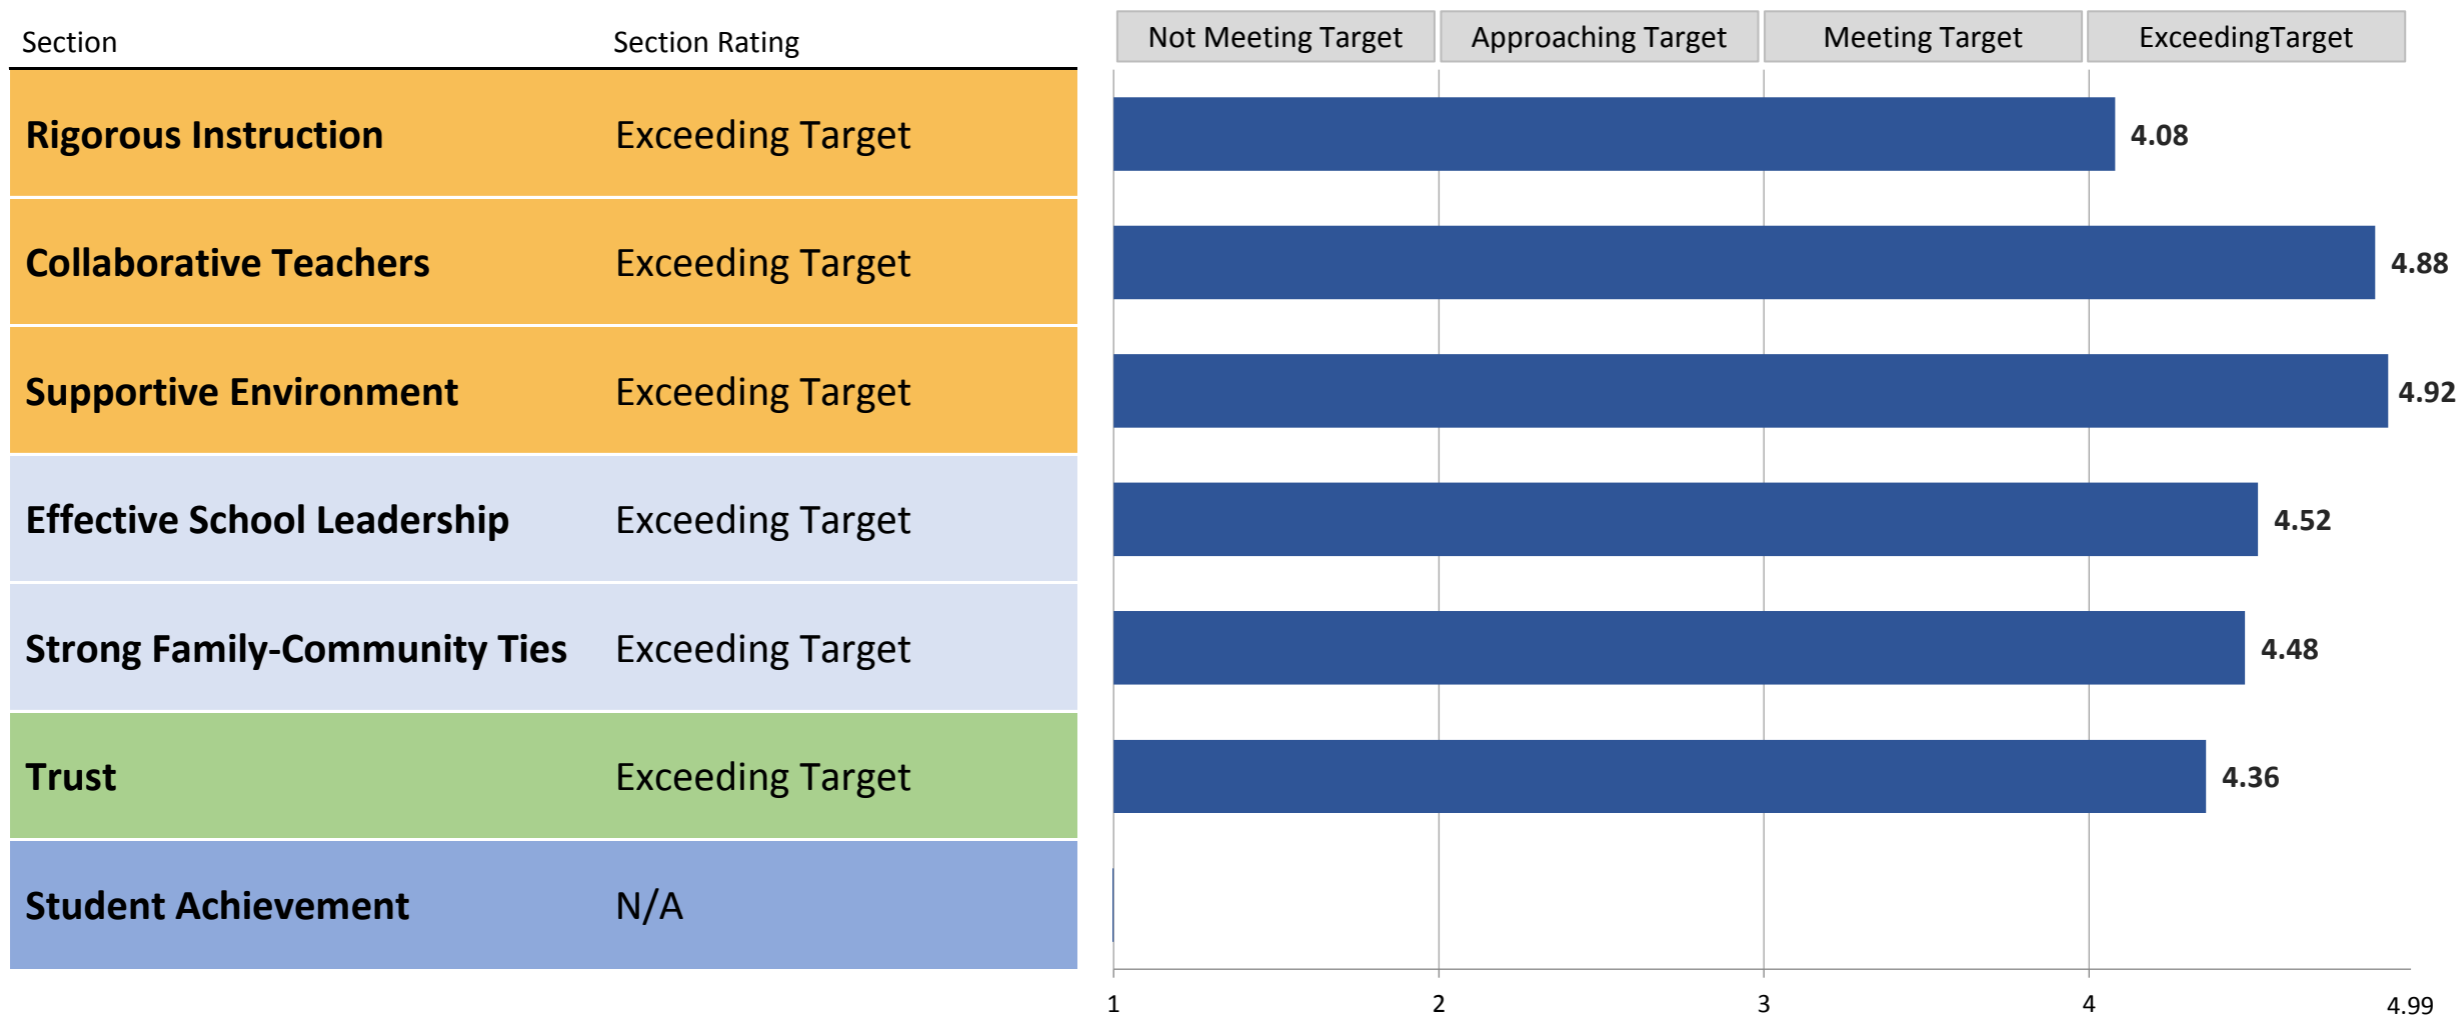 Section Section Rating Not Meeting Target Approaching Target Meeting Target ExceedingTarget
Rigorous Instruction Exceeding Target 4.08
Collaborative Teachers Exceeding Target 4.88
Supportive Environment Exceeding Target 4.92
Effective School Leadership Exceeding Target 4.52
Strong Family-Community Ties Exceeding Target 4.48
Trust Exceeding Target 4.36
Student Achievement N/A
1 2 3 4 4.99